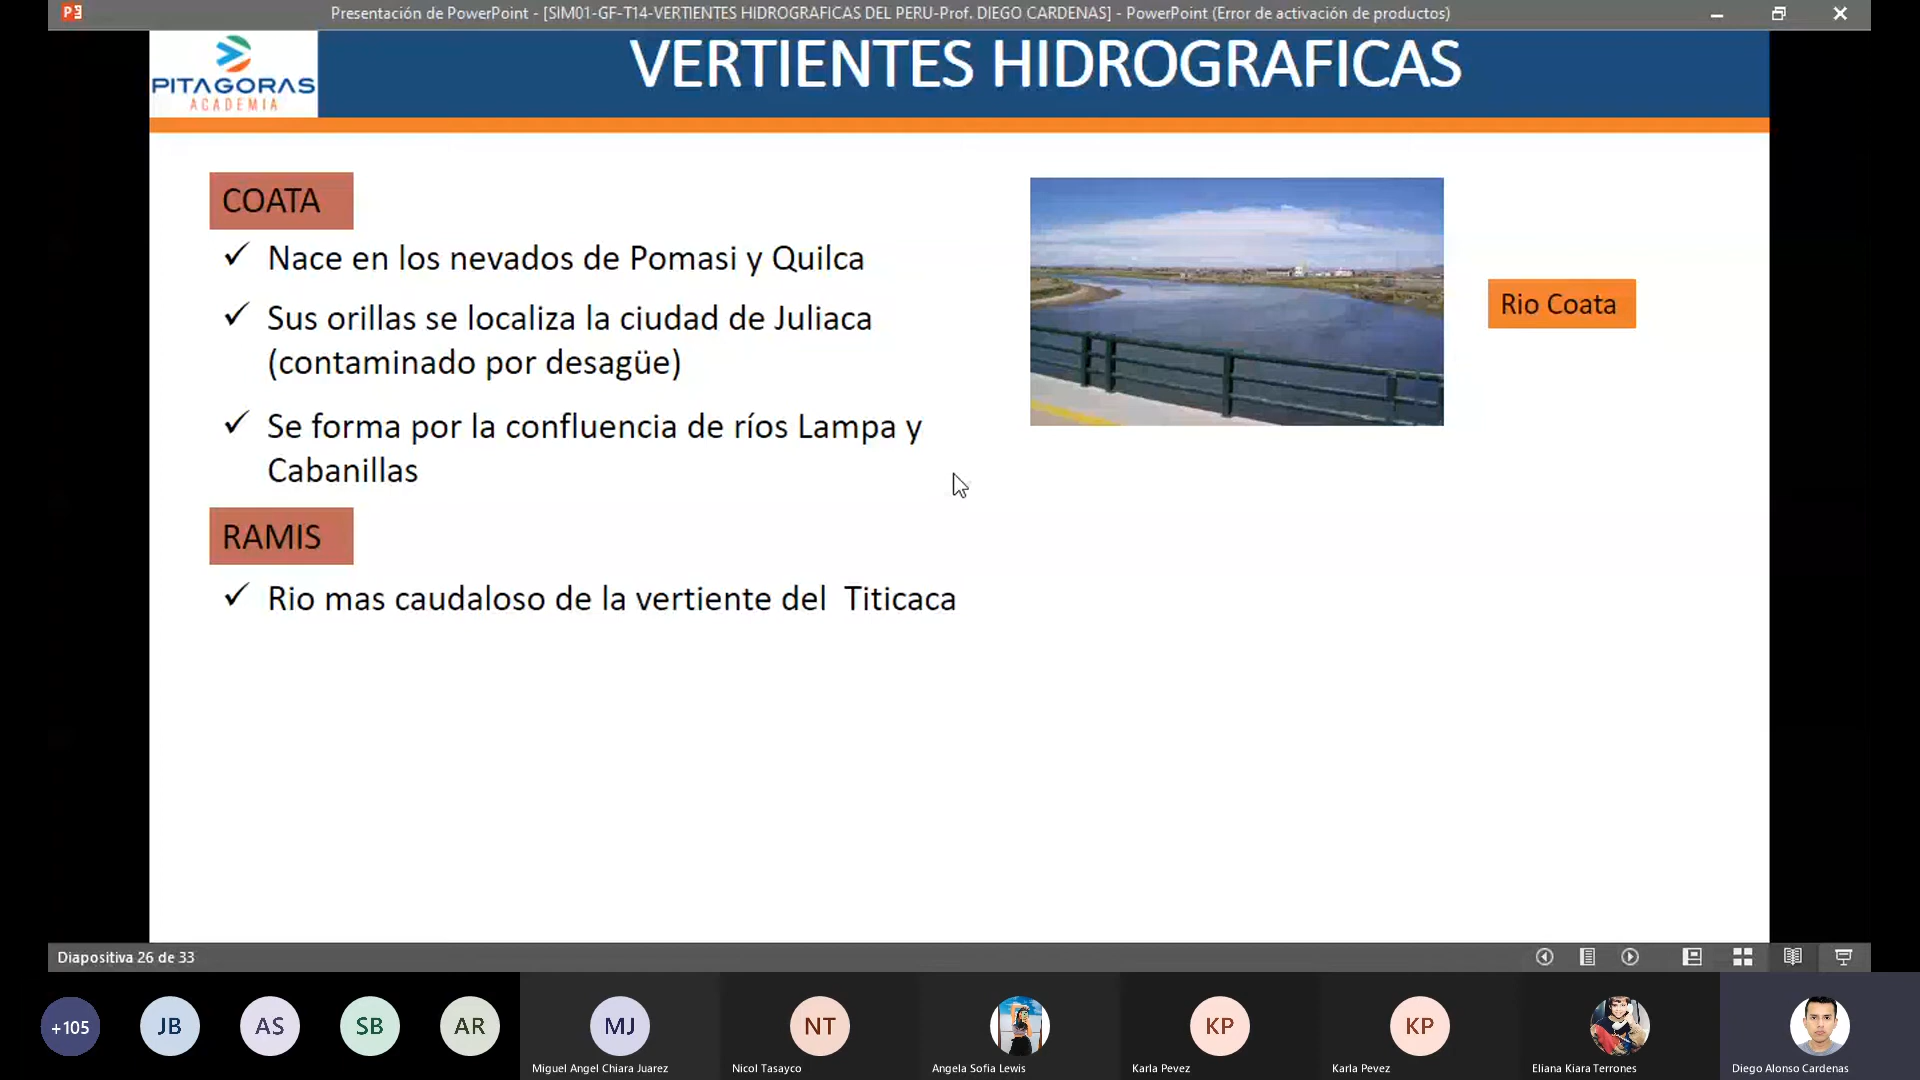 Presentación de PowerPoint - [SIM01-GF-T14-VERTIENTES HIDROGRAFICAS DEL PERU-Prof. DIEGO CARDENAS] - PowerPoint (Error de activación de productos)
PITAGORAS
ACADEMIA
VERTIENTES HIDROGRAFICAS
COATA
✓ Nace en los nevados de Pomasi y Quilca
✓ Sus orillas se localiza la ciudad de Juliaca
(contaminado por desagüe)
✓ Se forma por la confluencia de ríos Lampa y
Cabanillas
Rio Coata
RAMIS
✓ Rio mas caudaloso de la vertiente del  Titicaca
Diapositiva 26 de 33
+105
JB
AS
SB
AR
MJ
Miguel Angel Chiara Juarez
NT
Nicol Tasayco
Angela Sofia Lewis
KP
Karla Pevez
KP
Karla Pevez
Eliana Kiara Terrones
Diego Alonso Cardenas